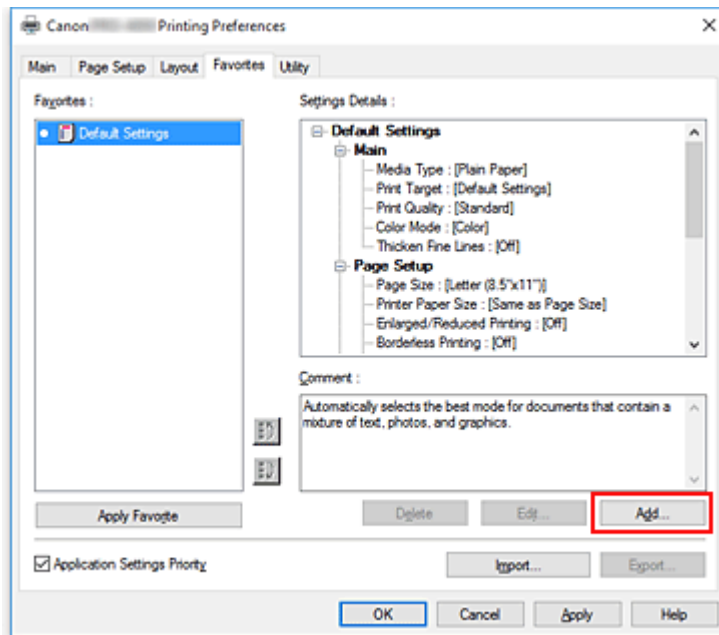 Canon Printing Preferences
Main Page Setup Layout Favorites Utility
Favorites :
Default Settings
Apply Favorite
Settings Details :
Default Settings
Main
Media Type : [Plain Paper]
Print Target : [Default Settings]
Print Quality : [Standard]
Color Mode : [Color]
Thicken Fine Lines : [Off]
Page Setup
Page Size : [Letter (8.5"x11")]
Printer Paper Size : [Same as Page Size]
Enlarged/Reduced Printing : [Off]
Borderless Printing : [Off]
Comment :
Automatically selects the best mode for documents that contain a
mixture of text, photos, and graphics.
Delete Edit... Add...
Application Settings Priority
Import... Export...
OK Cancel Apply Help